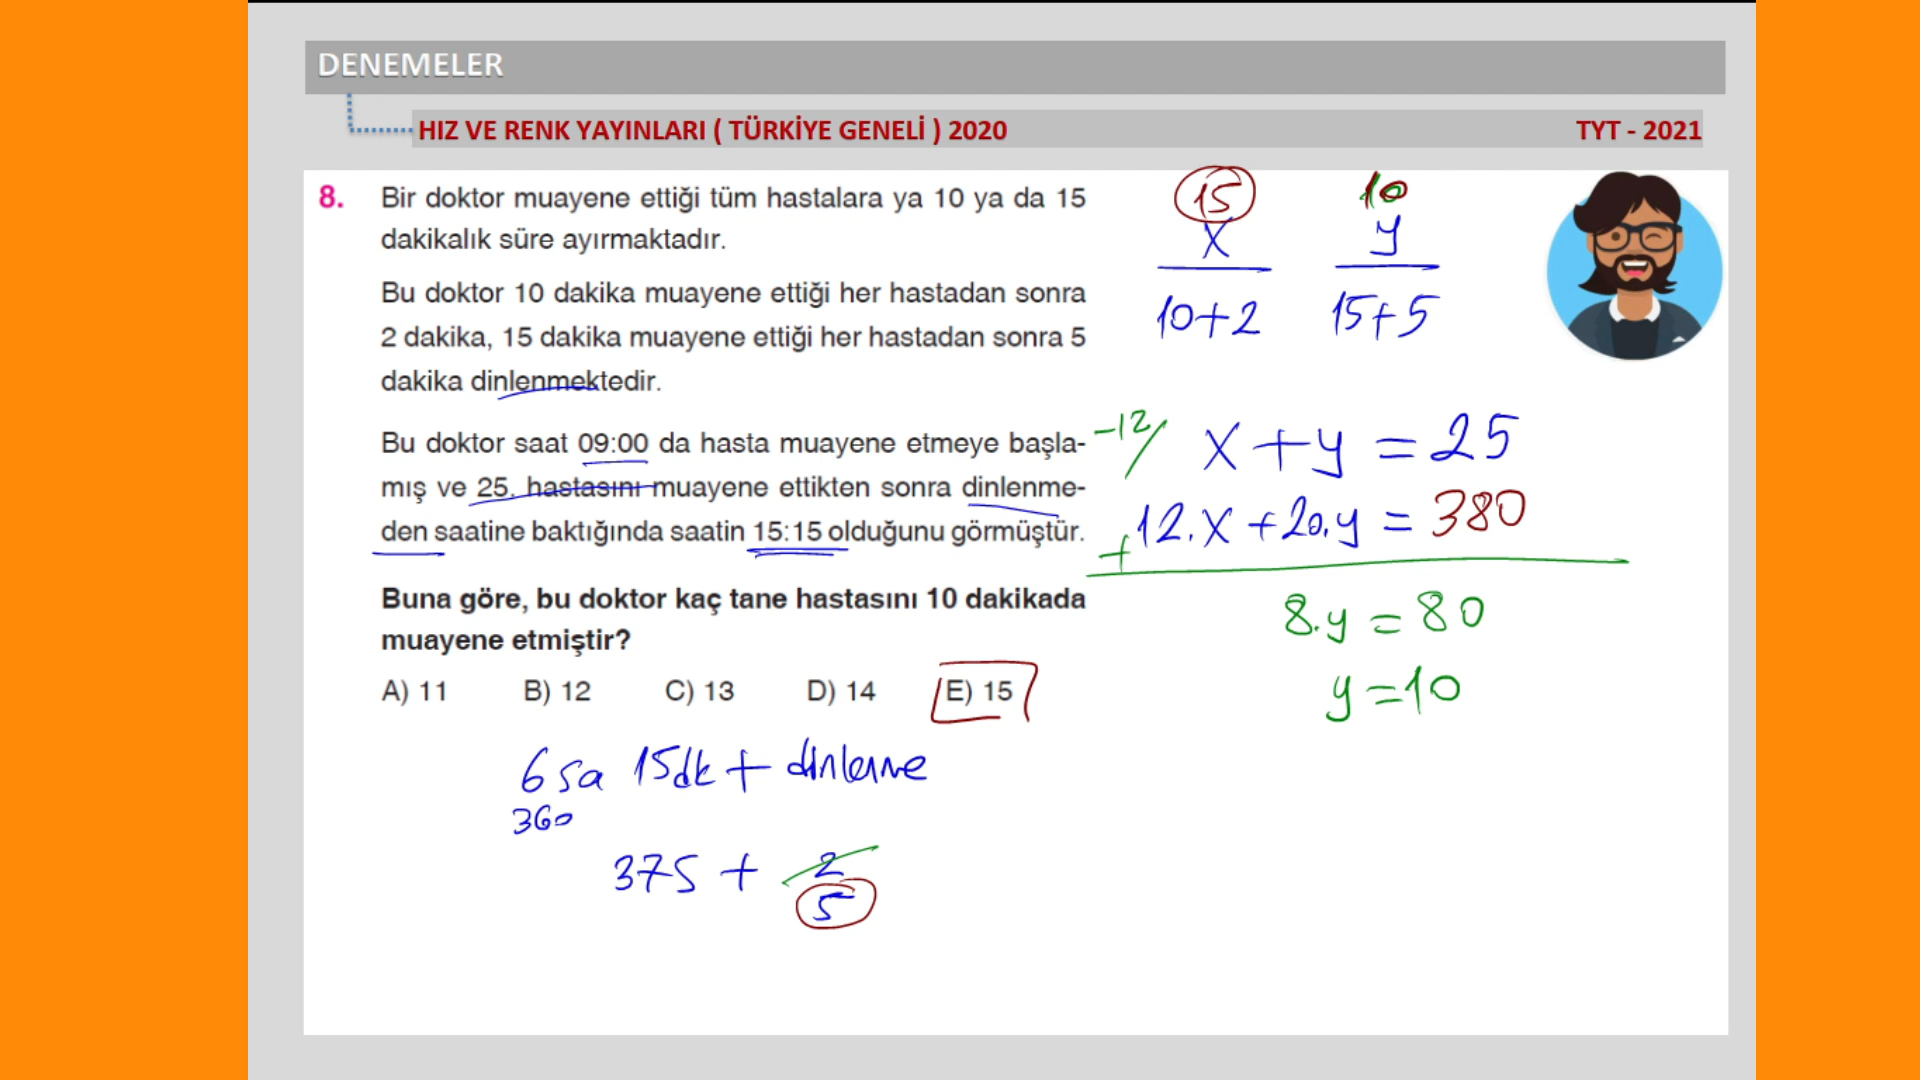 DENEMELER
HIZ VE RENK YAYINLARI ( TÜRKİYE GENELİ ) 2020 TYT - 2021
8. Bir doktor muayene ettiği tüm hastalara ya 10 ya da 15
dakikalık süre ayırmaktadır.
Bu doktor 10 dakika muayene ettiği her hastadan sonra
2 dakika, 15 dakika muayene ettiği her hastadan sonra 5
dakika dinlenmektedir.
Bu doktor saat 09:00 da hasta muayene etmeye başla-
mış ve 25. hastasını muayene ettikten sonra dinlenme-
den saatine baktığında saatin 15:15 olduğunu görmüştür.
Buna göre, bu doktor kaç tane hastasını 10 dakikada
muayene etmiştir?
A) 11 B) 12 C) 13 D) 14 E) 15
6 sa 15dk + dinlenme
360
375 + 2
5
15 10
x y
10+2 15+5
-12/ x + y = 25
+ 12.x + 20.y = 380
8.y = 80
y = 10